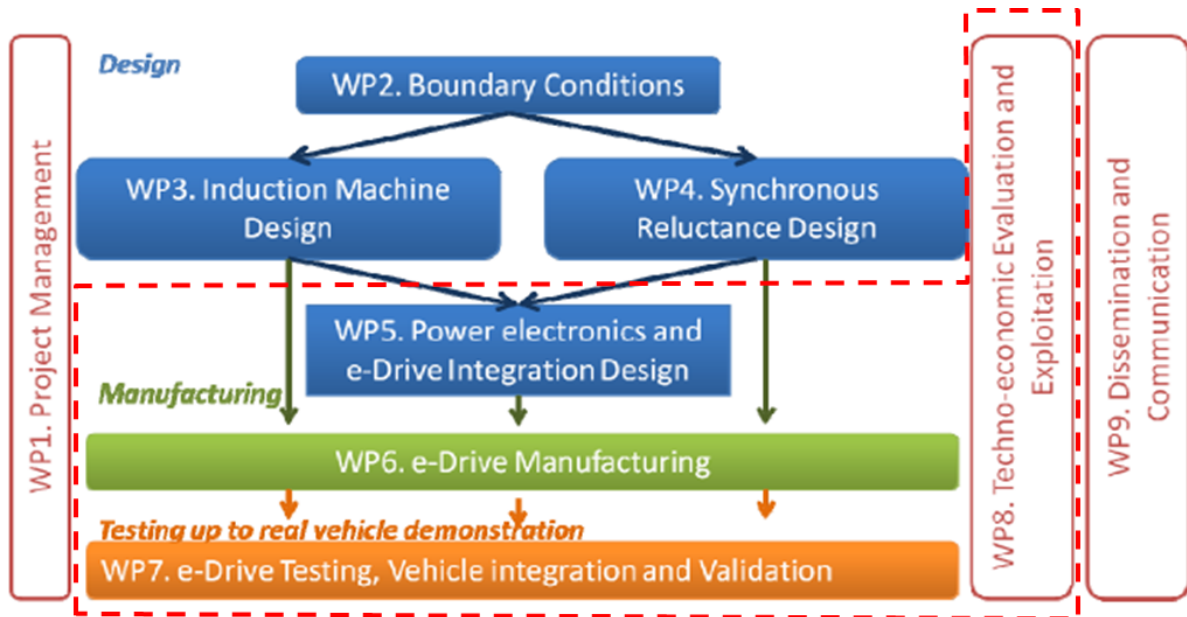 WP1. Project Management
Design
WP2. Boundary Conditions
WP3. Induction Machine
Design
WP4. Synchronous
Reluctance Design
WP5. Power electronics and
e-Drive Integration Design
Manufacturing
WP6. e-Drive Manufacturing
Testing up to real vehicle demonstration
WP7. e-Drive Testing, Vehicle integration and Validation
WP8. Techno-economic Evaluation and
Exploitation
WP9. Dissemination and
Communication